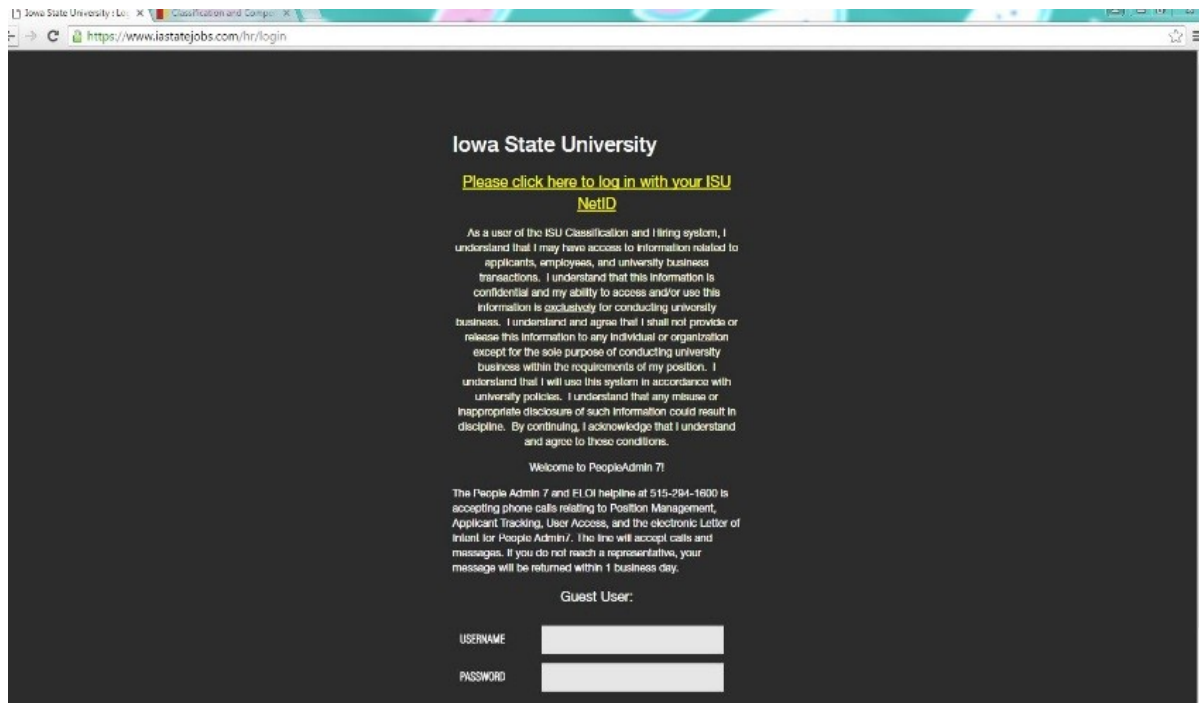 Iowa State University : Lo
Classification and Compe
https://www.iastatejobs.com/hr/login
Iowa State University
Please click here to log in with your ISU
NetID
As a user of the ISU Classification and Hiring system, I
understand that I may have access to information related to
applicants, employees, and university business
transactions. I understand that this information is
confidential and my ability to access and/or use this
information is exclusively for conducting university
business. I understand and agree that I shall not provide or
release this information to any individual or organization
except for the sole purpose of conducting university
business within the requirements of my position. I
understand that I will use this system in accordance with
university policies. I understand that any misuse or
inappropriate disclosure of such information could result in
discipline. By continuing, I acknowledge that I understand
and agree to these conditions.
Welcome to PeopleAdmin 7!
The People Admin 7 and ELOI helpline at 515-294-1600 is
accepting phone calls relating to Position Management,
Applicant Tracking, User Access, and the electronic Letter of
Intent for People Admin7. The line will accept calls and
messages. If you do not reach a representative, your
message will be returned within 1 business day.
Guest User:
USERNAME
PASSWORD